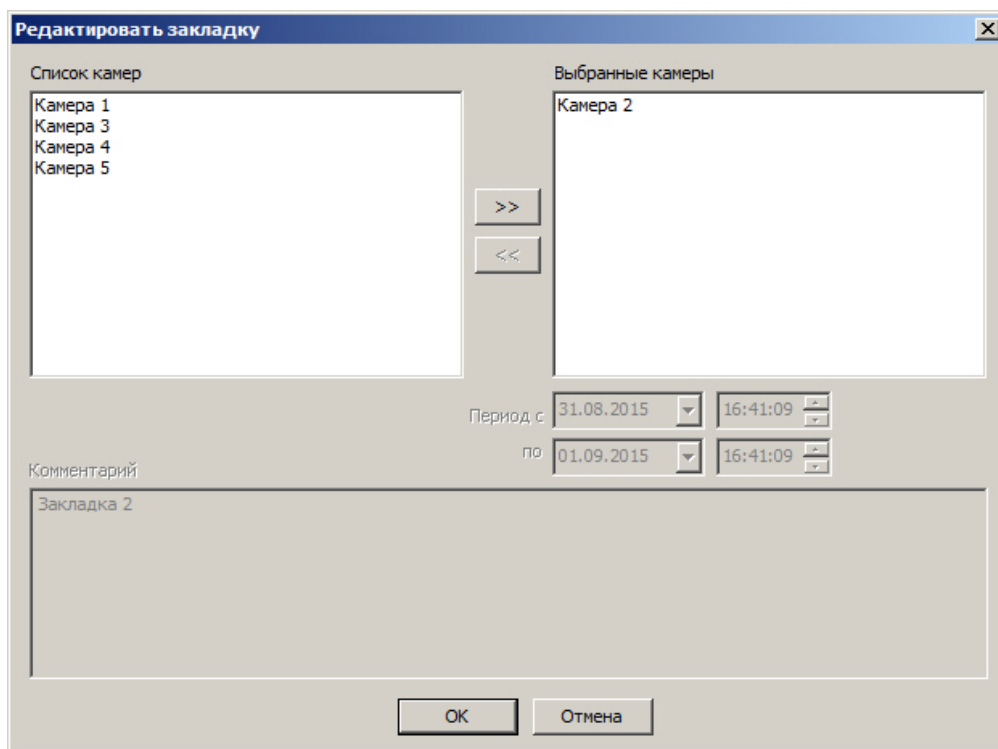 Редактировать закладку
Список камер
Выбранные камеры
Камера 1
Камера 3
Камера 4
Камера 5
Камера 2
>>
<<
Период с 31.08.2015 16:41:09
по 01.09.2015 16:41:09
Комментарий
Закладка 2
OK Отмена